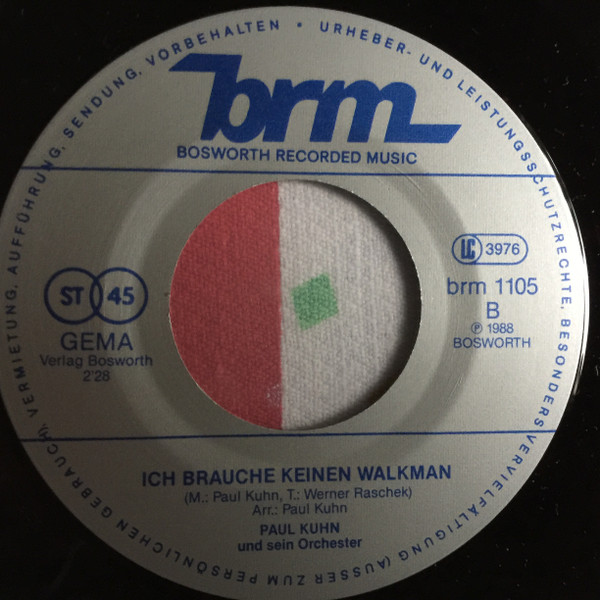 URHEBER- UND LEISTUNGSSCHUTZRECHTE, BESONDERS VERVIELFÄLTIGUNG (AUSSER ZUM PERSÖNLICHEN GEBRAUCH), VERMIETUNG, AUFFÜHRUNG, SENDUNG, VORBEHALTEN *
brm
BOSWORTH RECORDED MUSIC
LC 3976
ST 45
brm 1105
B
GEMA
Verlag Bosworth
2'28
℗ 1988
BOSWORTH
ICH BRAUCHE KEINEN WALKMAN
(M.: Paul Kuhn, T.: Werner Raschek)
Arr.: Paul Kuhn
PAUL KUHN
und sein Orchester